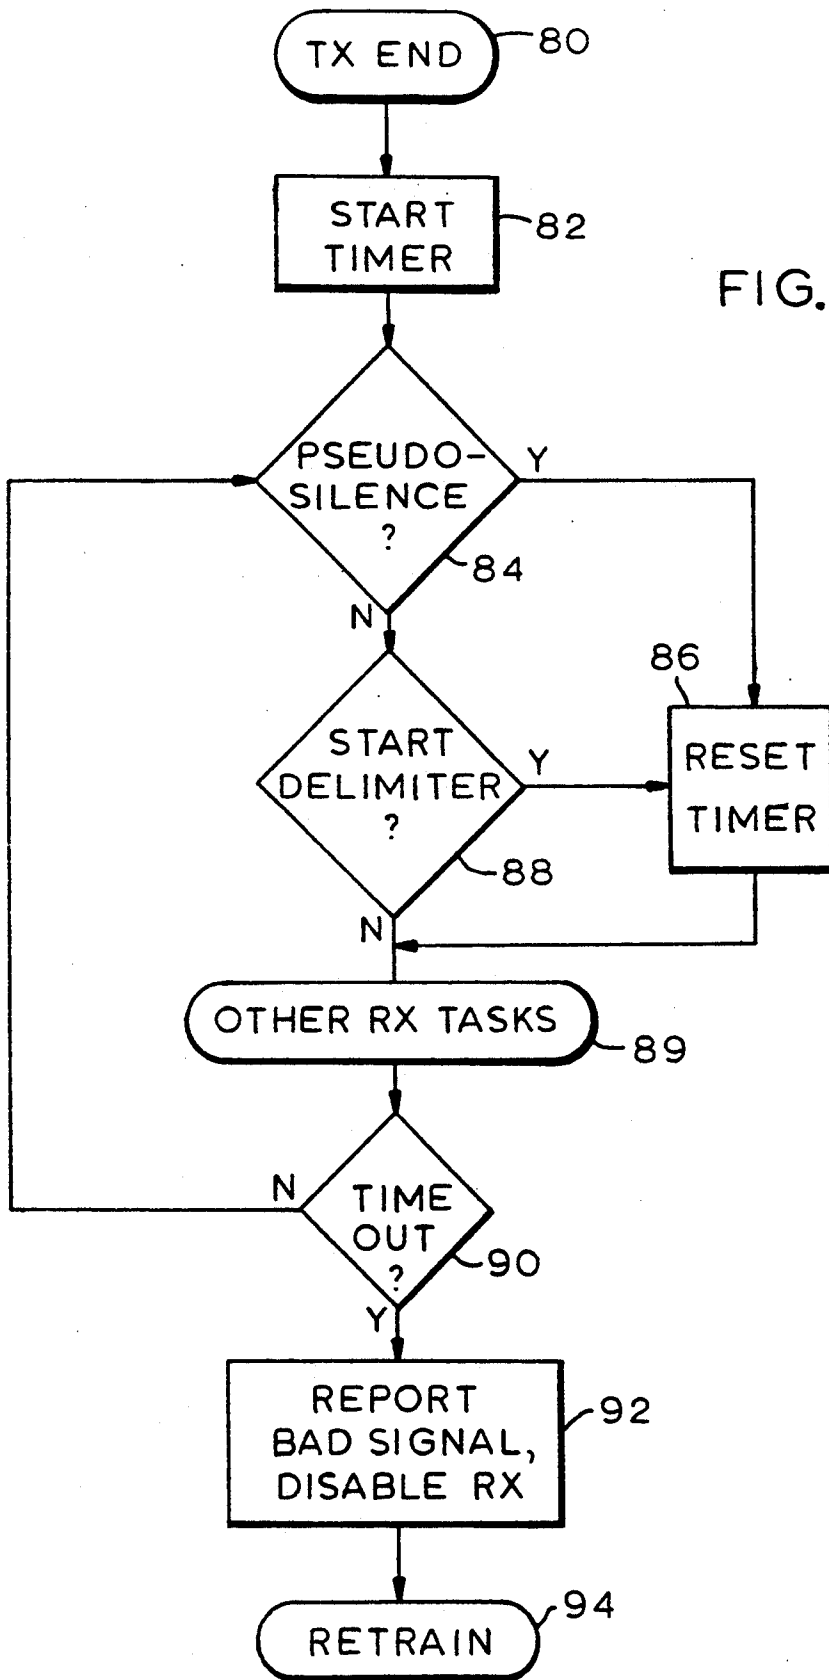 TX END
80
START
TIMER
82
FIG.
PSEUDO-
SILENCE
?
Y
84
N
86
START
DELIMITER
?
Y
RESET
TIMER
88
N
OTHER RX TASKS
89
N
TIME
OUT
?
90
Y
REPORT
BAD SIGNAL,
DISABLE RX
92
RETRAIN
94